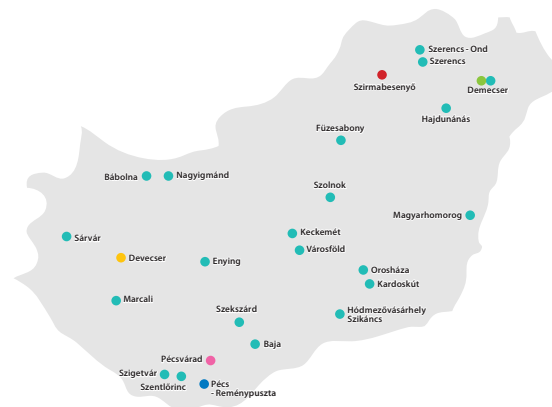 Szerencs - Ond
Szerencs
Szirmabesenyő
Demecser
Hajdunánás
Füzesabony
Bábolna
Nagyigmánd
Szolnok
Magyarhomorog
Sárvár
Keckemét
Városföld
Devecser
Enying
Orosháza
Kardoskút
Marcali
Szekszárd
Hódmezővásárhely
Szikáncs
Baja
Pécsvárad
Szigetvár
Szentlőrinc
Pécs
- Reménypuszta